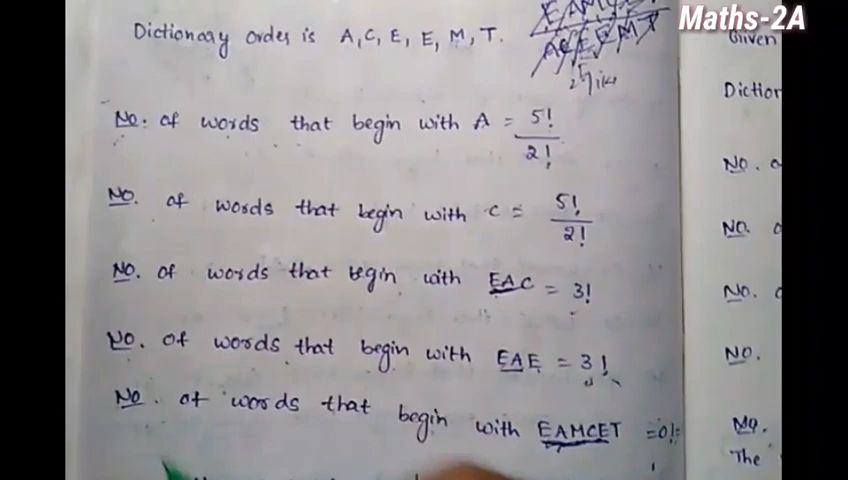 Maths-2A
Dictionary order is A, C, E, E, M, T.
No. of words that begin with A = 5!/2!
No. of words that begin with C = 5!/2!
No. of words that begin with EAC = 3!
No. of words that begin with EAE = 3!
No. of words that begin with EAMCET = 0! =
Given
No.
No.
No.
No.
No.
The